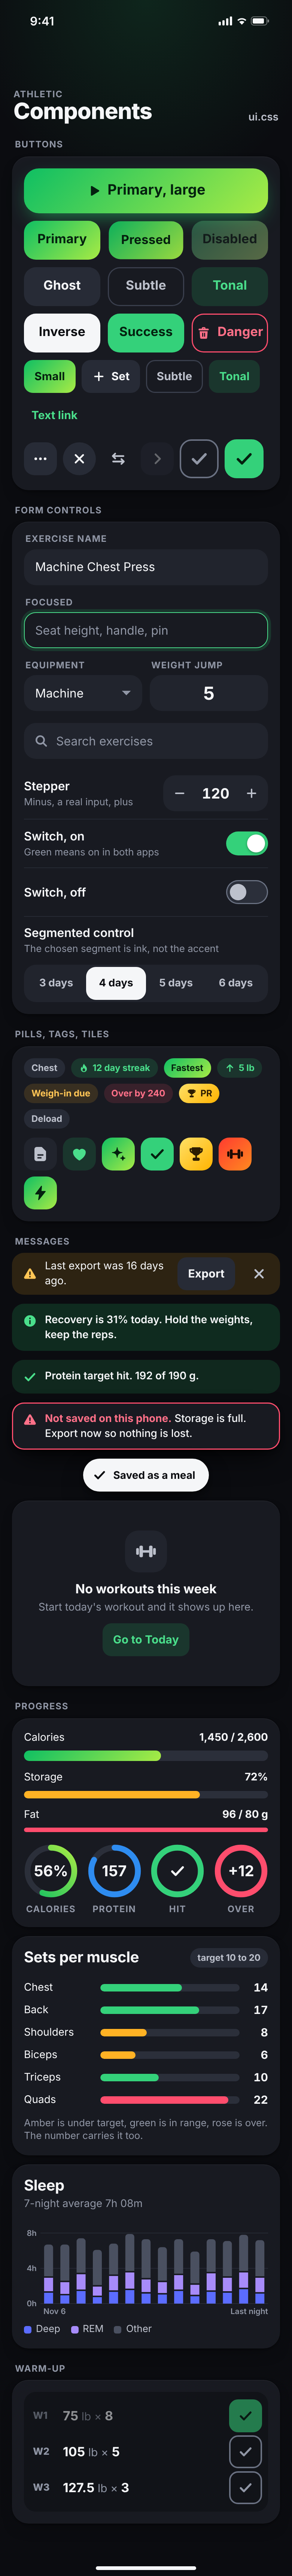 9:41
ATHLETIC
Components
ui.css
BUTTONS
Primary, large
Primary
Pressed
Disabled
Ghost
Subtle
Tonal
Inverse
Success
Danger
Small
Set
Subtle
Tonal
Text link
FORM CONTROLS
EXERCISE NAME
Machine Chest Press
FOCUSED
Seat height, handle, pin
EQUIPMENT
WEIGHT JUMP
Machine
5
Search exercises
Stepper
Minus, a real input, plus
120
Switch, on
Green means on in both apps
Switch, off
Segmented control
The chosen segment is ink, not the accent
3 days
4 days
5 days
6 days
PILLS, TAGS, TILES
Chest
12 day streak
Fastest
5 lb
Weigh-in due
Over by 240
PR
Deload
MESSAGES
Last export was 16 days
ago.
Export
Recovery is 31% today. Hold the weights,
keep the reps.
Protein target hit. 192 of 190 g.
Not saved on this phone. Storage is full.
Export now so nothing is lost.
Saved as a meal
No workouts this week
Start today's workout and it shows up here.
Go to Today
PROGRESS
Calories
1,450 / 2,600
Storage
72%
Fat
96 / 80 g
56%
157
+12
CALORIES
PROTEIN
HIT
OVER
Sets per muscle
target 10 to 20
Chest 14
Back 17
Shoulders 8
Biceps 6
Triceps 10
Quads 22
Amber is under target, green is in range, rose is over.
The number carries it too.
Sleep
7-night average 7h 08m
8h
4h
0h
Nov 6
Last night
Deep
REM
Other
WARM-UP
W1 75 lb × 8
W2 105 lb × 5
W3 127.5 lb × 3